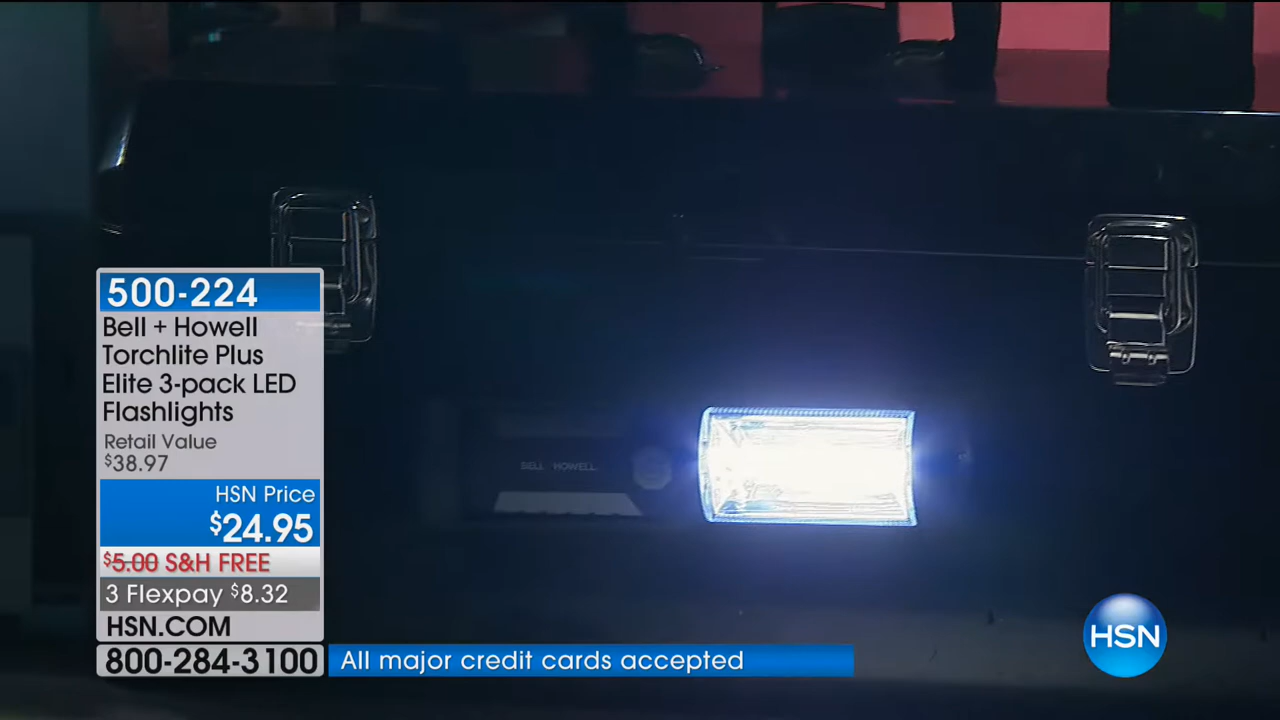 500-224
Bell + Howell
Torchlite Plus
Elite 3-pack LED
Flashlights
Retail Value
$38.97
HSN Price
$24.95
$5.00 S&H FREE
3 Flexpay $8.32
HSN.COM
800-284-3100
All major credit cards accepted
BELL + HOWELL
HSN